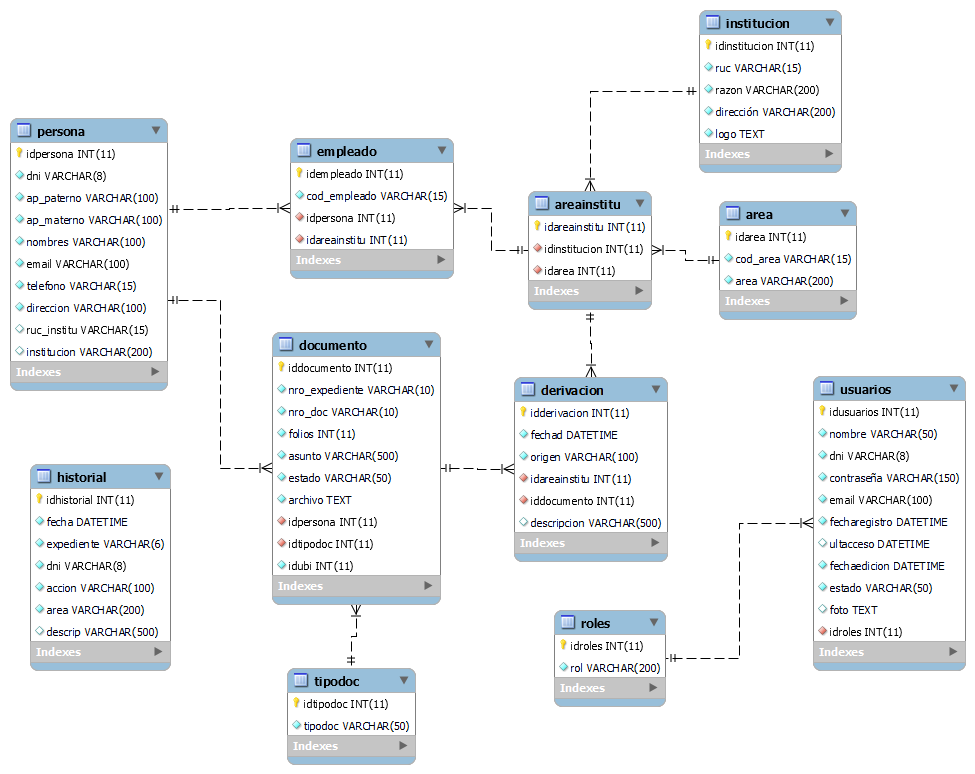 institucion
idinstitucion INT(11)
ruc VARCHAR(15)
razon VARCHAR(200)
dirección VARCHAR(200)
logo TEXT
Indexes
persona
idpersona INT(11)
dni VARCHAR(8)
ap_paterno VARCHAR(100)
ap_materno VARCHAR(100)
nombres VARCHAR(100)
email VARCHAR(100)
telefono VARCHAR(15)
direccion VARCHAR(100)
ruc_institu VARCHAR(15)
institucion VARCHAR(200)
Indexes
empleado
idempleado INT(11)
cod_empleado VARCHAR(15)
idpersona INT(11)
idareainstitu INT(11)
Indexes
areainstitu
idareainstitu INT(11)
idinstitucion INT(11)
idarea INT(11)
Indexes
area
idarea INT(11)
cod_area VARCHAR(15)
area VARCHAR(200)
Indexes
documento
iddocumento INT(11)
nro_expediente VARCHAR(10)
nro_doc VARCHAR(10)
folios INT(11)
asunto VARCHAR(500)
estado VARCHAR(50)
archivo TEXT
idpersona INT(11)
idtipodoc INT(11)
idubi INT(11)
Indexes
derivacion
idderivacion INT(11)
fechad DATETIME
origen VARCHAR(100)
idareainstitu INT(11)
iddocumento INT(11)
descripcion VARCHAR(500)
Indexes
usuarios
idusuarios INT(11)
nombre VARCHAR(50)
dni VARCHAR(8)
contraseña VARCHAR(150)
email VARCHAR(100)
fecharegistro DATETIME
ultacceso DATETIME
fechaedicion DATETIME
estado VARCHAR(50)
foto TEXT
idroles INT(11)
Indexes
historial
idhistorial INT(11)
fecha DATETIME
expediente VARCHAR(6)
dni VARCHAR(8)
accion VARCHAR(100)
area VARCHAR(200)
descrip VARCHAR(500)
Indexes
roles
idroles INT(11)
rol VARCHAR(200)
Indexes
tipodoc
idtipodoc INT(11)
tipodoc VARCHAR(50)
Indexes